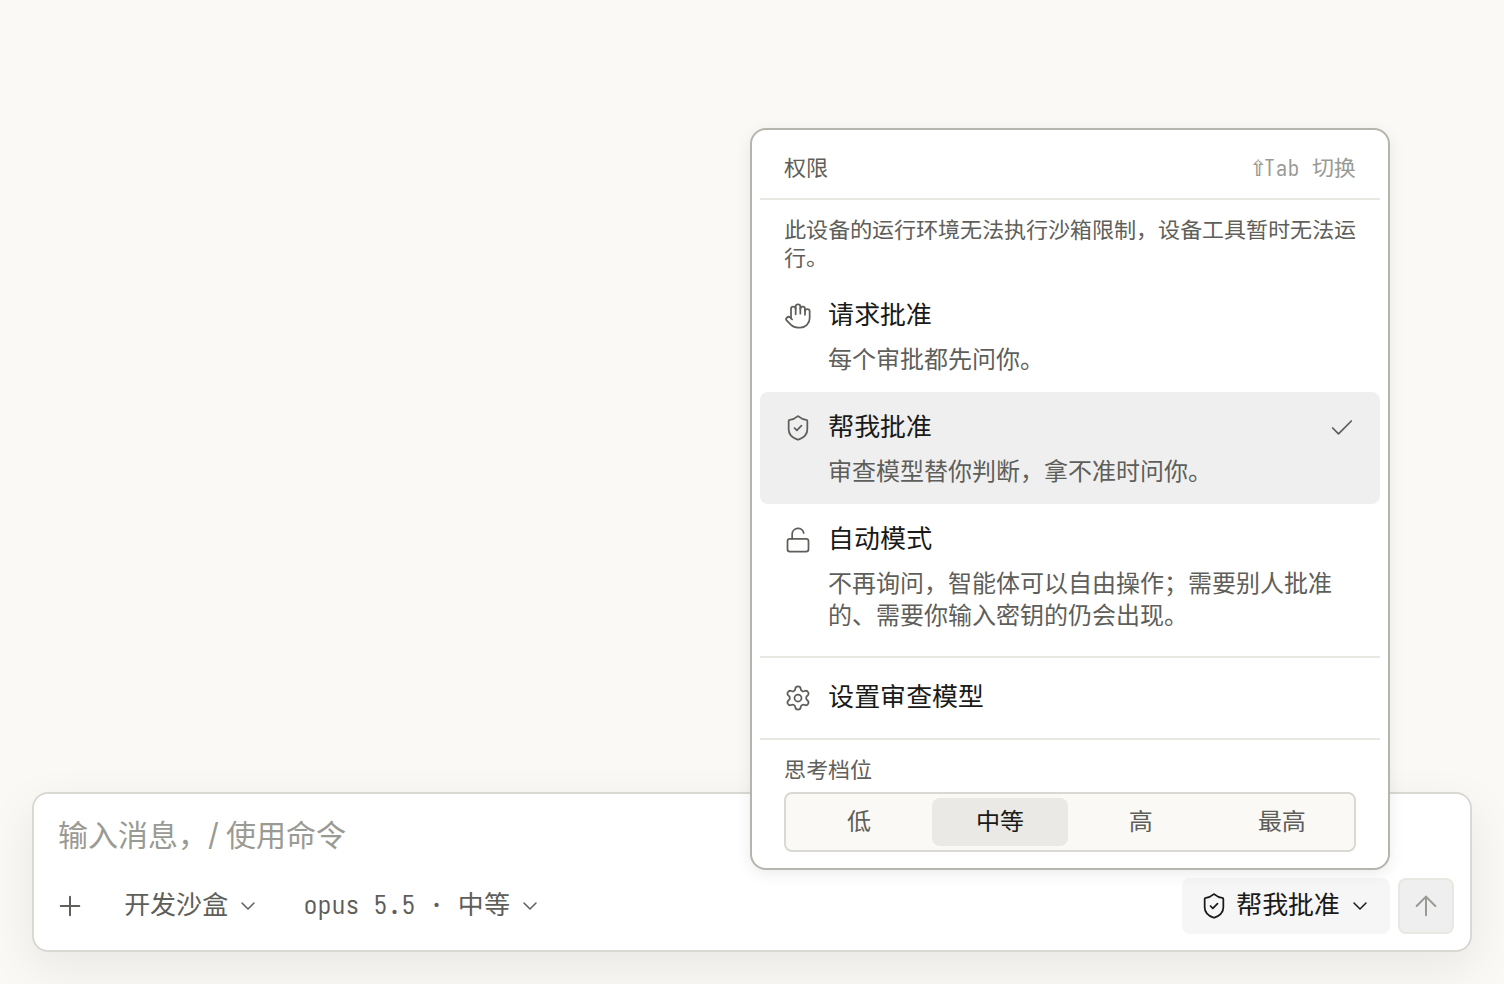 权限
⇧Tab 切换
此设备的运行环境无法执行沙箱限制，设备工具暂时无法运
行。
请求批准
每个审批都先问你。
帮我批准
审查模型替你判断，拿不准时问你。
自动模式
不再询问，智能体可以自由操作；需要别人批准
的、需要你输入密钥的仍会出现。
设置审查模型
思考档位
低 中等 高 最高
输入消息，/ 使用命令
开发沙盒
opus 5.5 · 中等
帮我批准